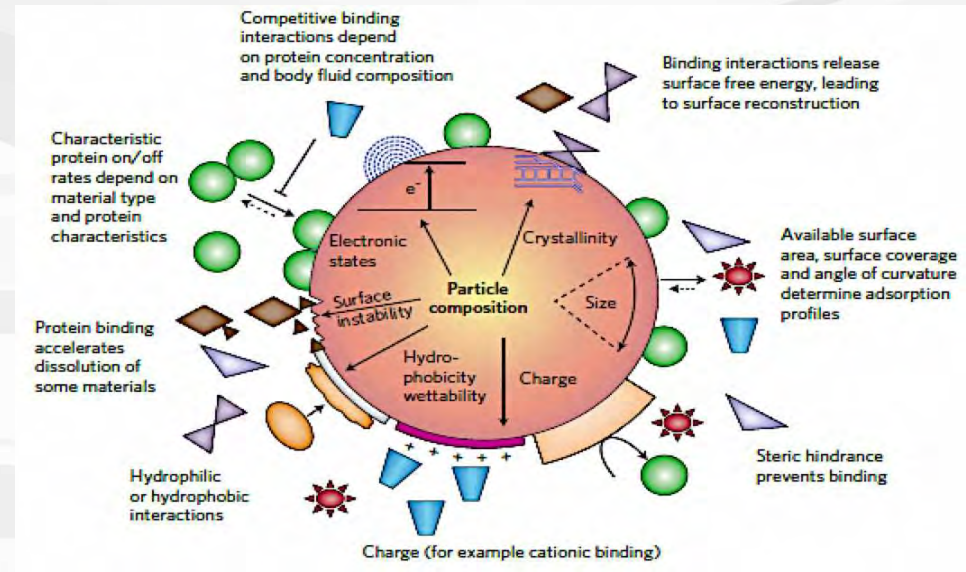 Competitive binding
interactions depend
on protein concentration
and body fluid composition
Binding interactions release
surface free energy, leading
to surface reconstruction
Characteristic
protein on/off
rates depend on
material type
and protein
characteristics
e-
Electronic
states
Crystallinity
Available surface
area, surface coverage
and angle of curvature
determine adsorption
profiles
Surface
instability
Particle
composition
Size
Protein binding
accelerates
dissolution of
some materials
Hydro-
phobicity
wettability
Charge
+ + + + + +
Steric hindrance
prevents binding
Hydrophilic
or hydrophobic
interactions
Charge (for example cationic binding)